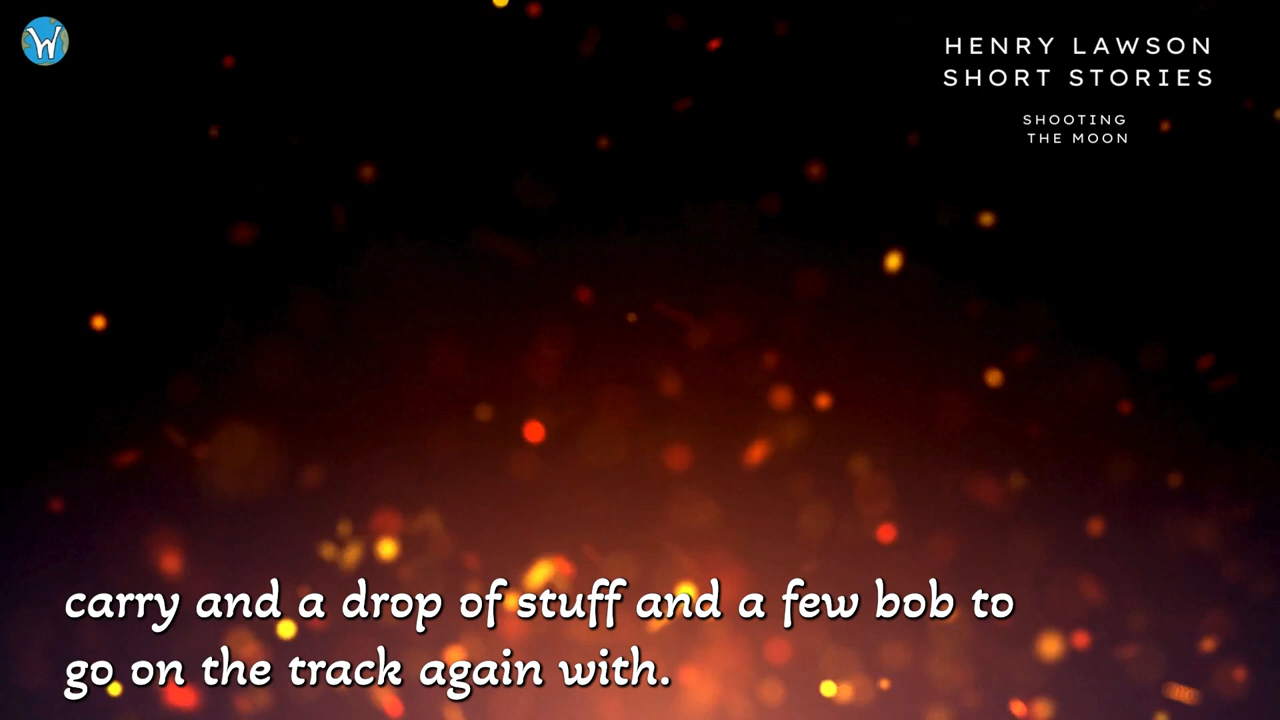 W
HENRY LAWSON
SHORT STORIES
SHOOTING
THE MOON
carry and a drop of stuff and a few bob to
go on the track again with.